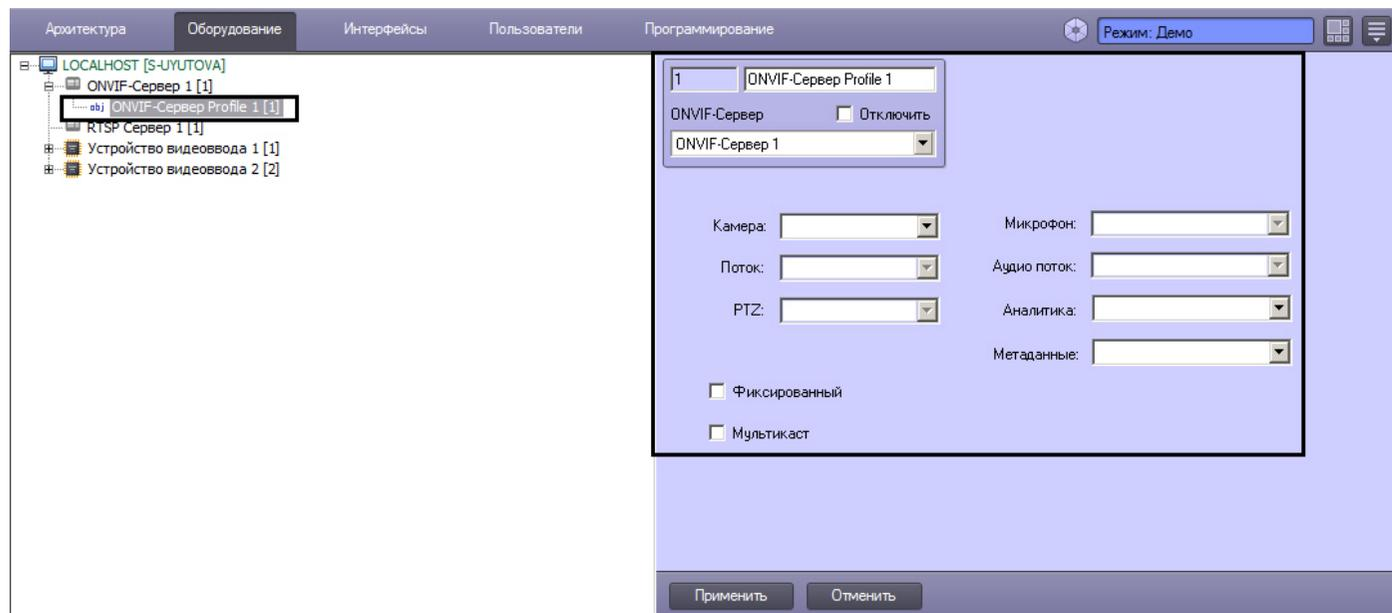 Архитектура Оборудование Интерфейсы Пользователи Программирование Режим: Демо
LOCALHOST [S-UYUTOVA]
ONVIF-Сервер 1 [1]
obj ONVIF-Сервер Profile 1 [1]
RTSP Сервер 1 [1]
Устройство видеоввода 1 [1]
Устройство видеоввода 2 [2]
1 ONVIF-Сервер Profile 1
ONVIF-Сервер Отключить
ONVIF-Сервер 1
Камера: Микрофон:
Поток: Аудио поток:
PTZ: Аналитика:
Метаданные:
Фиксированный
Мультикаст
Применить Отменить